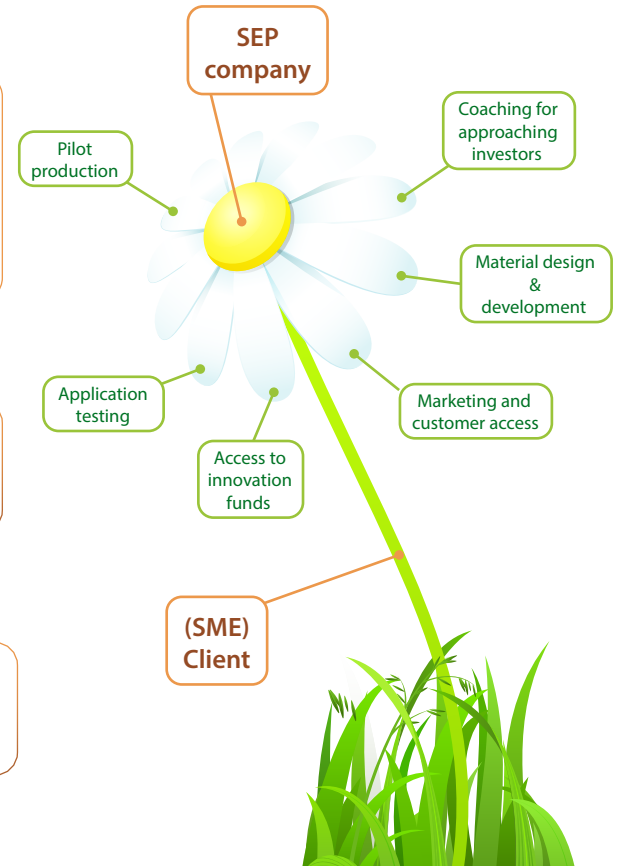 SEP
company
Coaching for
approaching
investors
Pilot
production
Material design
&
development
Application
testing
Marketing and
customer access
Access to
innovation
funds
(SME)
Client